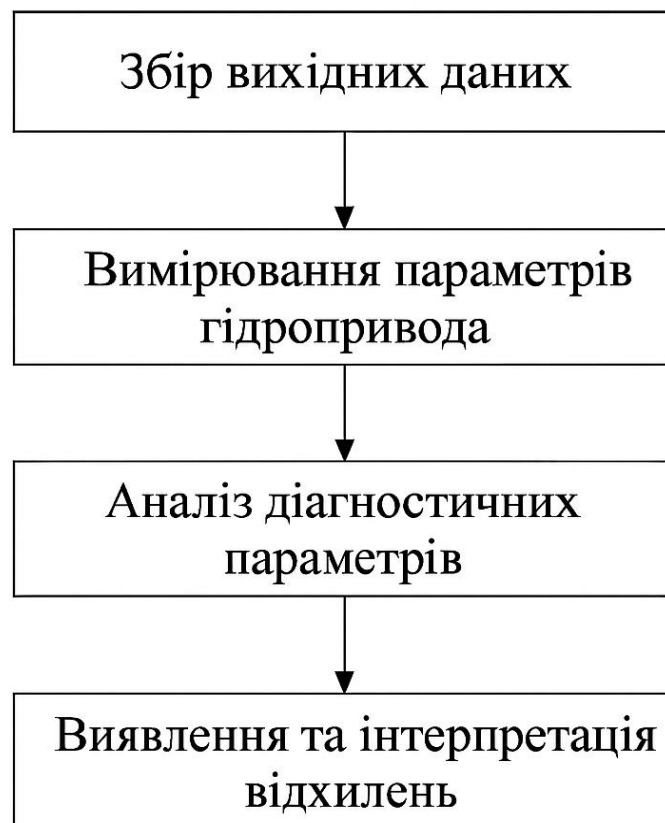 Збір вихідних даних
Вимірювання параметрів
гідропривода
Аналіз діагностичних
параметрів
Виявлення та інтерпретація
відхилень